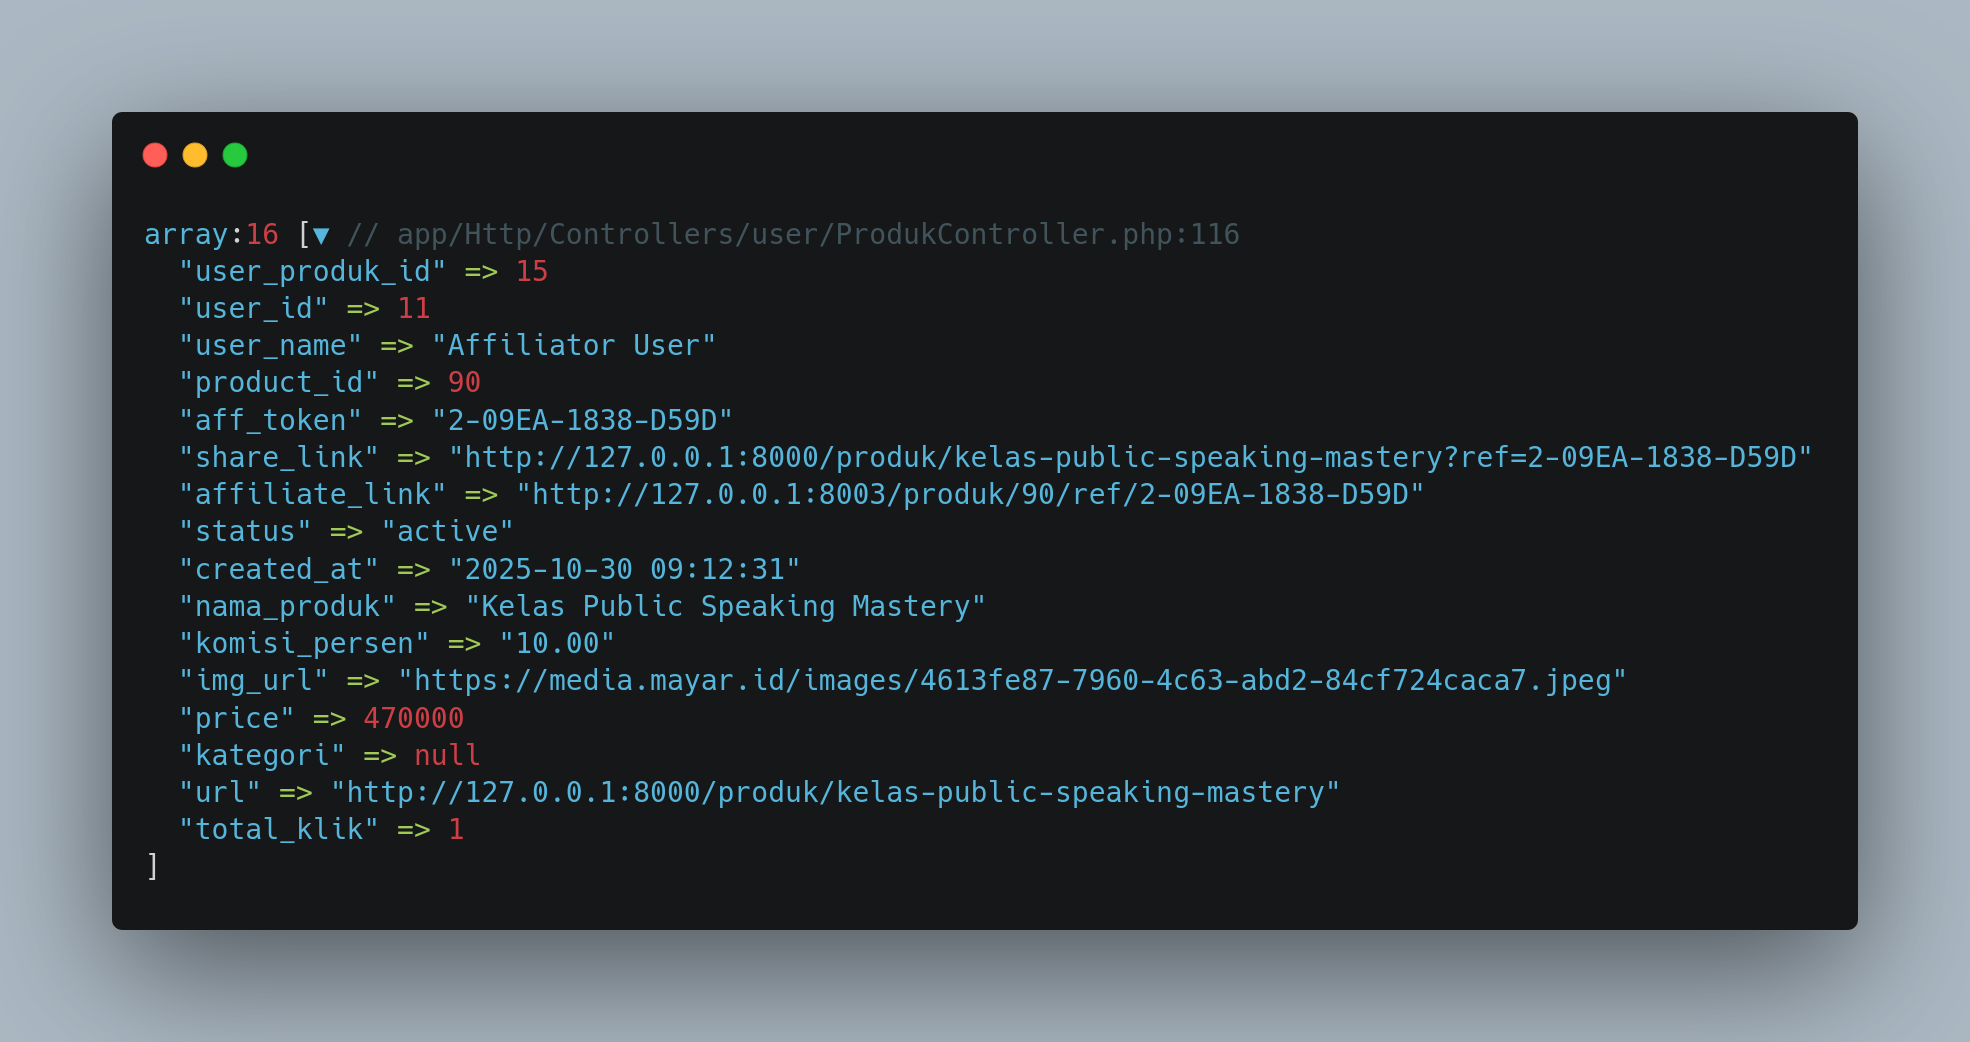 array:16 [▼ // app/Http/Controllers/user/ProdukController.php:116
  "user_produk_id" => 15
  "user_id" => 11
  "user_name" => "Affiliator User"
  "product_id" => 90
  "aff_token" => "2-09EA-1838-D59D"
  "share_link" => "http://127.0.0.1:8000/produk/kelas-public-speaking-mastery?ref=2-09EA-1838-D59D"
  "affiliate_link" => "http://127.0.0.1:8003/produk/90/ref/2-09EA-1838-D59D"
  "status" => "active"
  "created_at" => "2025-10-30 09:12:31"
  "nama_produk" => "Kelas Public Speaking Mastery"
  "komisi_persen" => "10.00"
  "img_url" => "https://media.mayar.id/images/4613fe87-7960-4c63-abd2-84cf724caca7.jpeg"
  "price" => 470000
  "kategori" => null
  "url" => "http://127.0.0.1:8000/produk/kelas-public-speaking-mastery"
  "total_klik" => 1
]